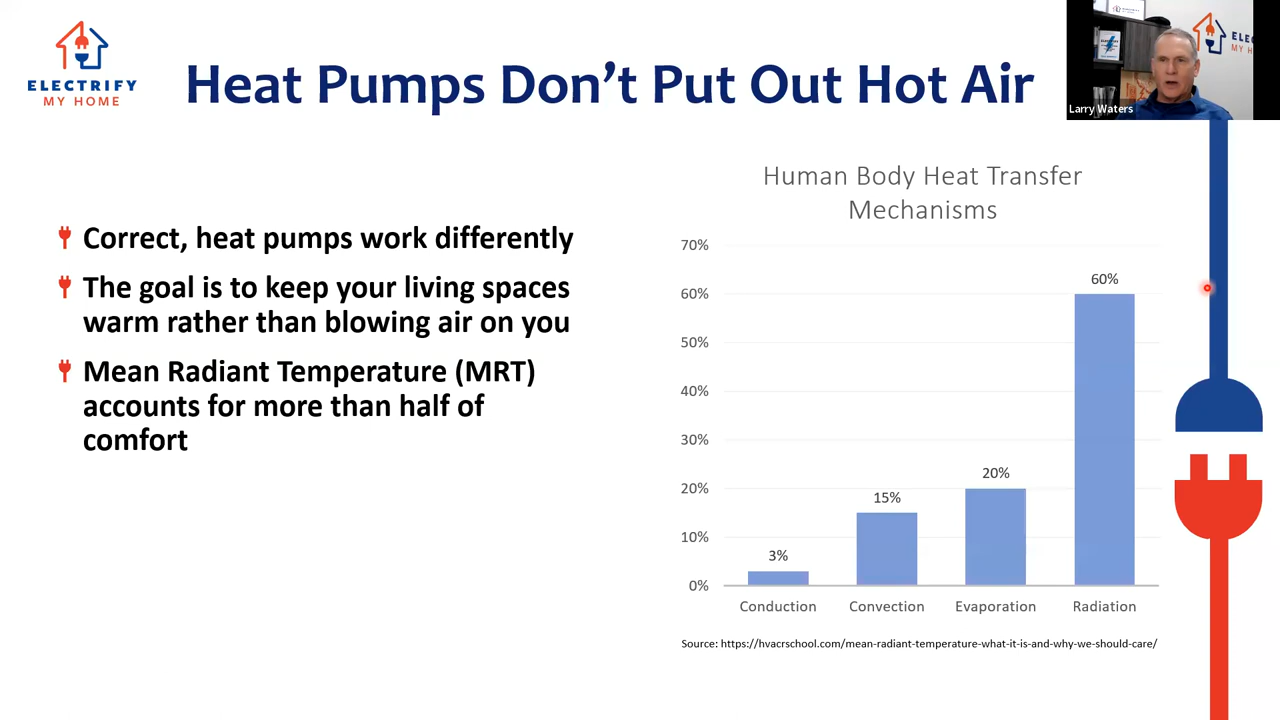 ELECTRIFY
MY HOME
Heat Pumps Don't Put Out Hot Air
Larry Waters
ELEC
MY H
Correct, heat pumps work differently
The goal is to keep your living spaces
warm rather than blowing air on you
Mean Radiant Temperature (MRT)
accounts for more than half of
comfort
Human Body Heat Transfer
Mechanisms
70%
60%
50%
40%
30%
20%
10%
0%
3%
15%
20%
60%
Conduction
Convection
Evaporation
Radiation
Source: https://hvacrschool.com/mean-radiant-temperature-what-it-is-and-why-we-should-care/